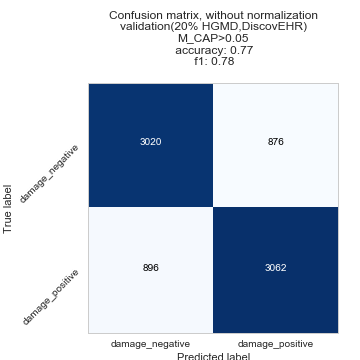 Confusion matrix, without normalization
validation(20% HGMD,DiscovEHR)
M_CAP>0.05
accuracy: 0.77
f1: 0.78
True label
damage_negative
3020
876
damage_positive
896
3062
damage_negative
damage_positive
Predicted label